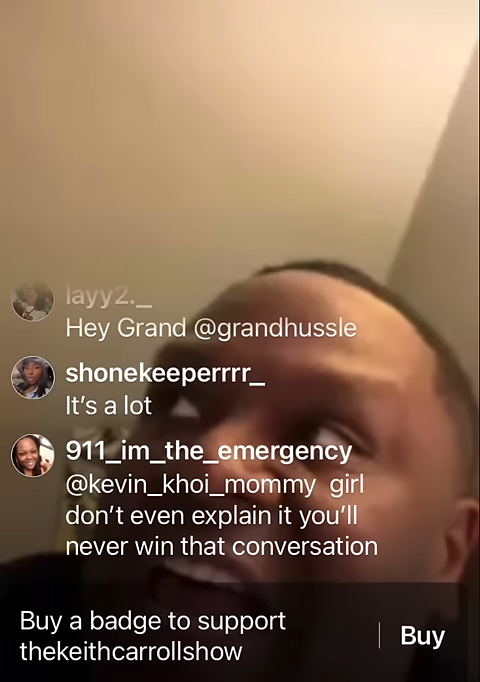 layy2._
Hey Grand @grandhussle
shonekeeperrrr_
It's a lot
911_im_the_emergency
@kevin_khoi_mommy girl
don't even explain it you'll
never win that conversation
Buy a badge to support
thekeithcarrollshow
Buy